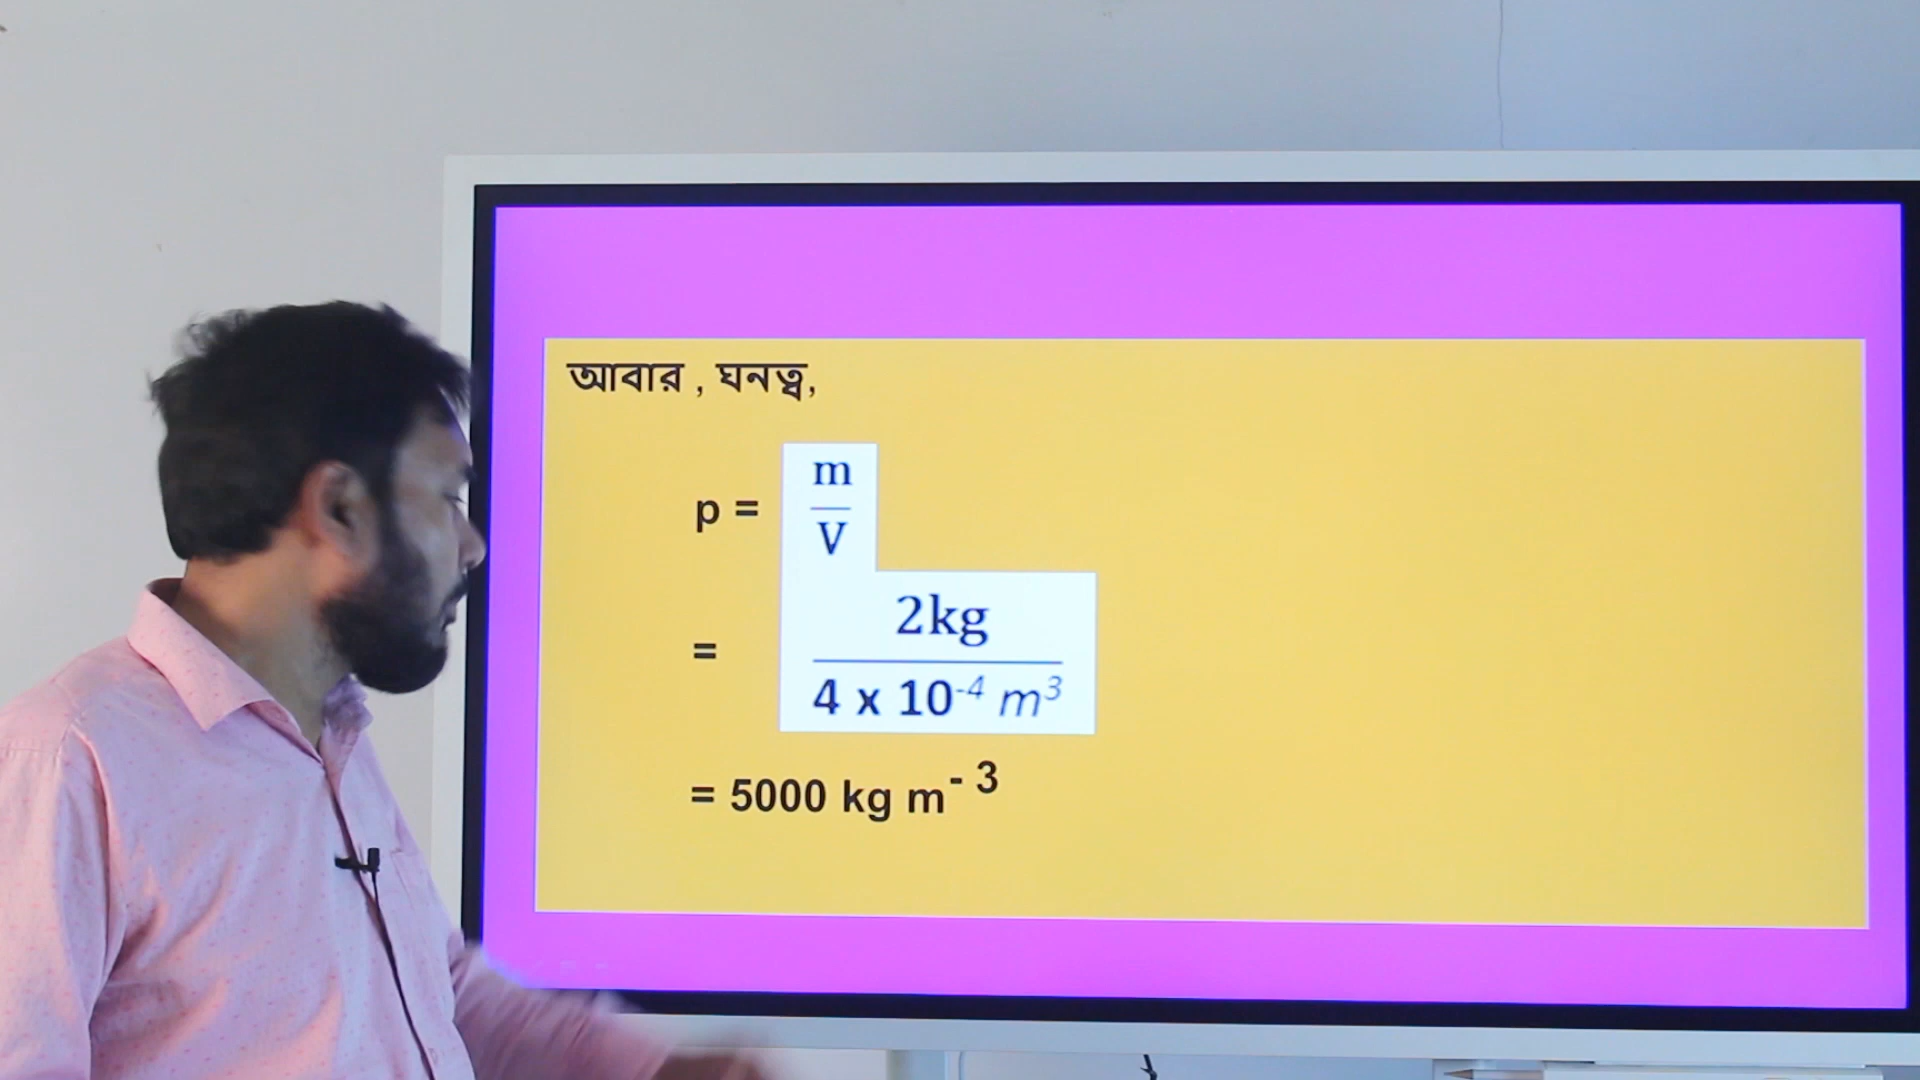 আবার , ঘনত্ব,
p = m/V
= 2kg / 4 x 10⁻⁴ m³
= 5000 kg m⁻ ³